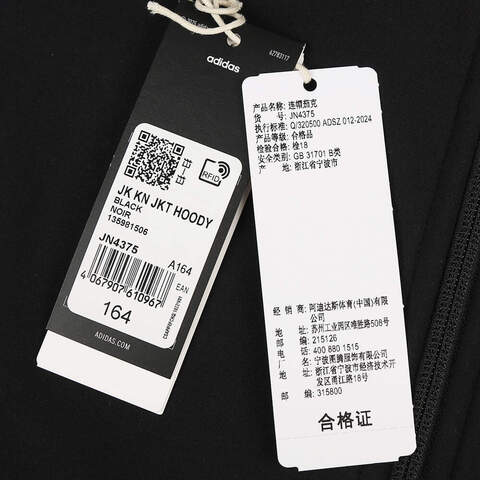 62783117
adidas
RFID
JK KN JKT HOODY
BLACK
NOIR
135981506
JN4375
A164
EAN
4 067907 610967
164
ADIDAS.COM
产品名称: 连帽茄克
货 号: JN4375
执行标准: Q/320500 ADSZ 012-2024
产品等级: 合格品
检验合格: 检18
安全类别: GB 31701 B类
产 地: 浙江省宁波市
经 销 商: 阿迪达斯体育(中国)有限
公司
地 址: 苏州工业园区唯胜路508号
邮 编: 215126
电 话: 400 880 1515
厂 名: 宁波图腾服饰有限公司
地 址: 浙江省宁波市经济技术开
发区甬江路18号
邮 编: 315800
合格证